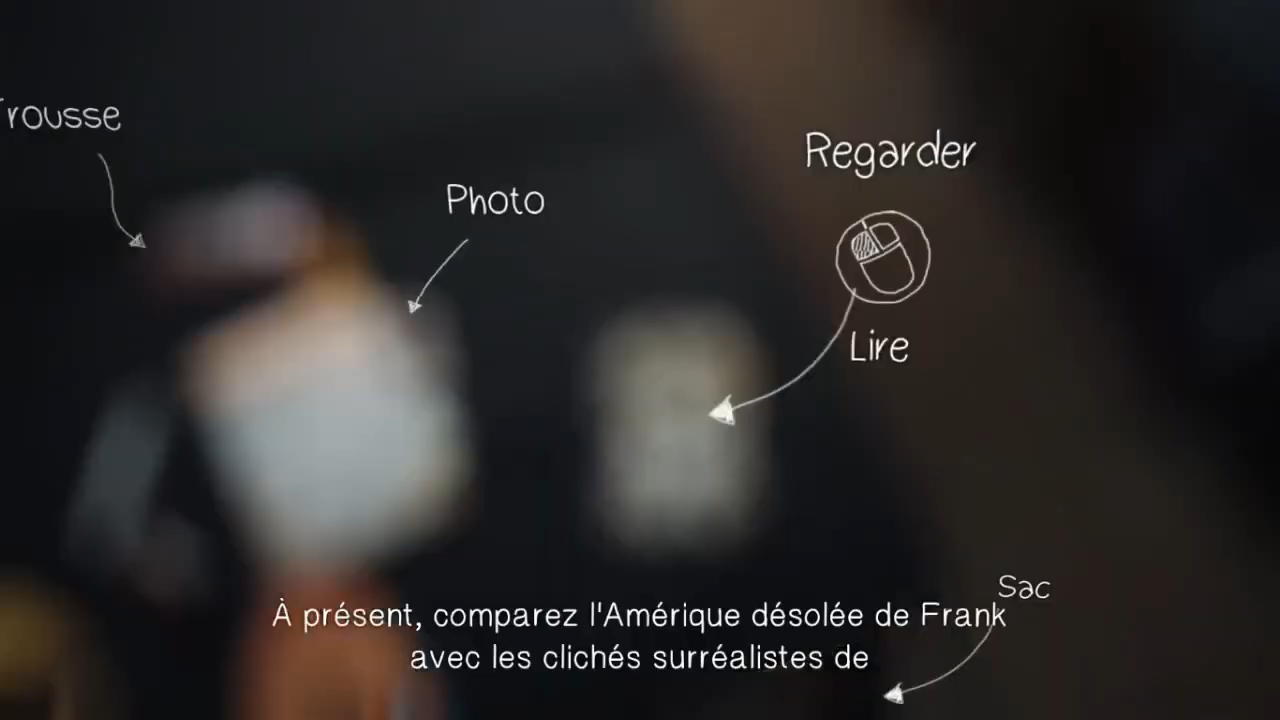 Trousse
Regarder
Photo
Lire
Sac
À présent, comparez l'Amérique désolée de Frank
avec les clichés surréalistes de